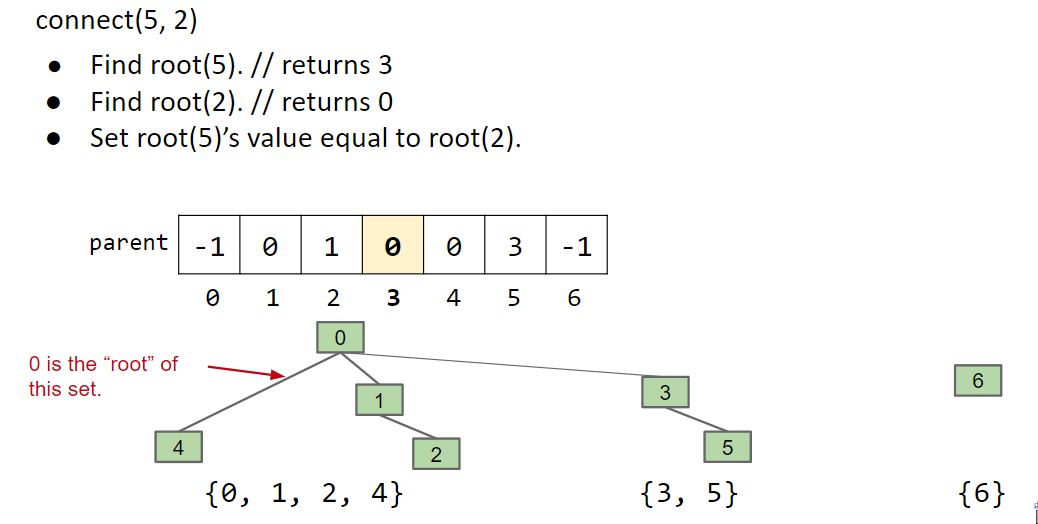 connect(5, 2)
● Find root(5). // returns 3
● Find root(2). // returns 0
● Set root(5)’s value equal to root(2).
parent -1 0 1 0 0 3 -1
0 1 2 3 4 5 6
0
0 is the “root” of
this set.
1
3
6
4
2
5
{0, 1, 2, 4} {3, 5} {6}